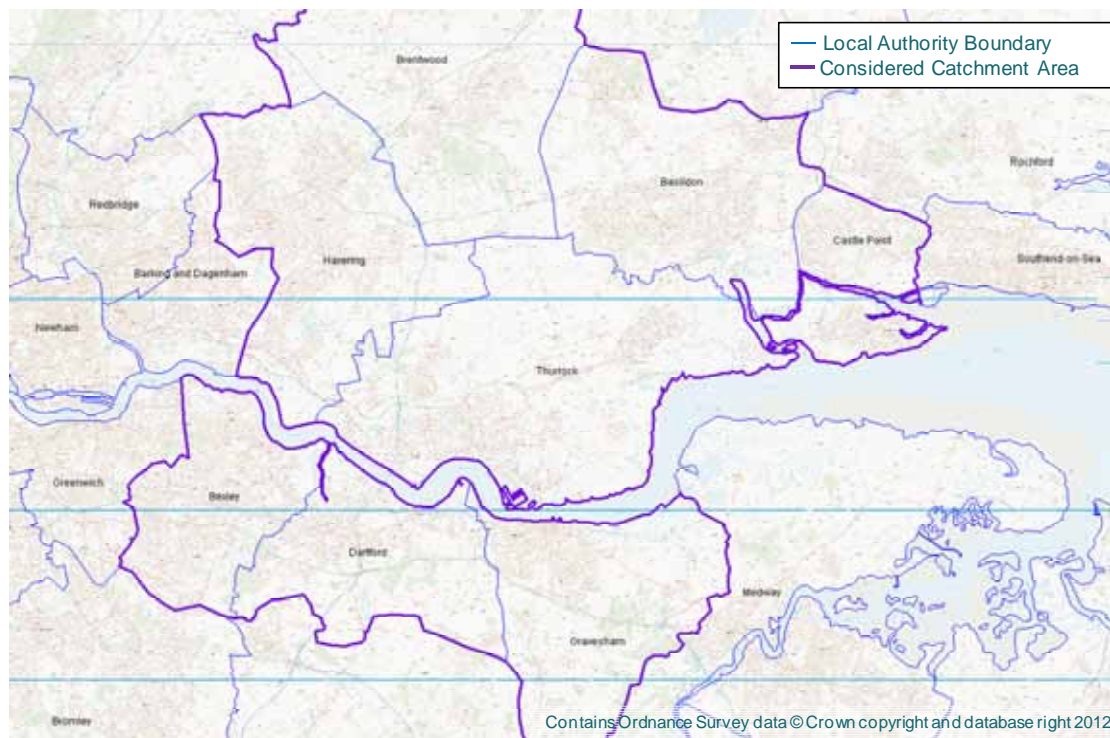 Local Authority Boundary
Considered Catchment Area
Brentwood
Rochford
Basildon
Redbridge
Castle Point
Havering
Southend-on-Sea
Barking and Dagenham
Newham
Thurrock
Greenwich
Bexley
Dartford
Medway
Gravesham
Bromley
Contains Ordnance Survey data © Crown copyright and database right 2012